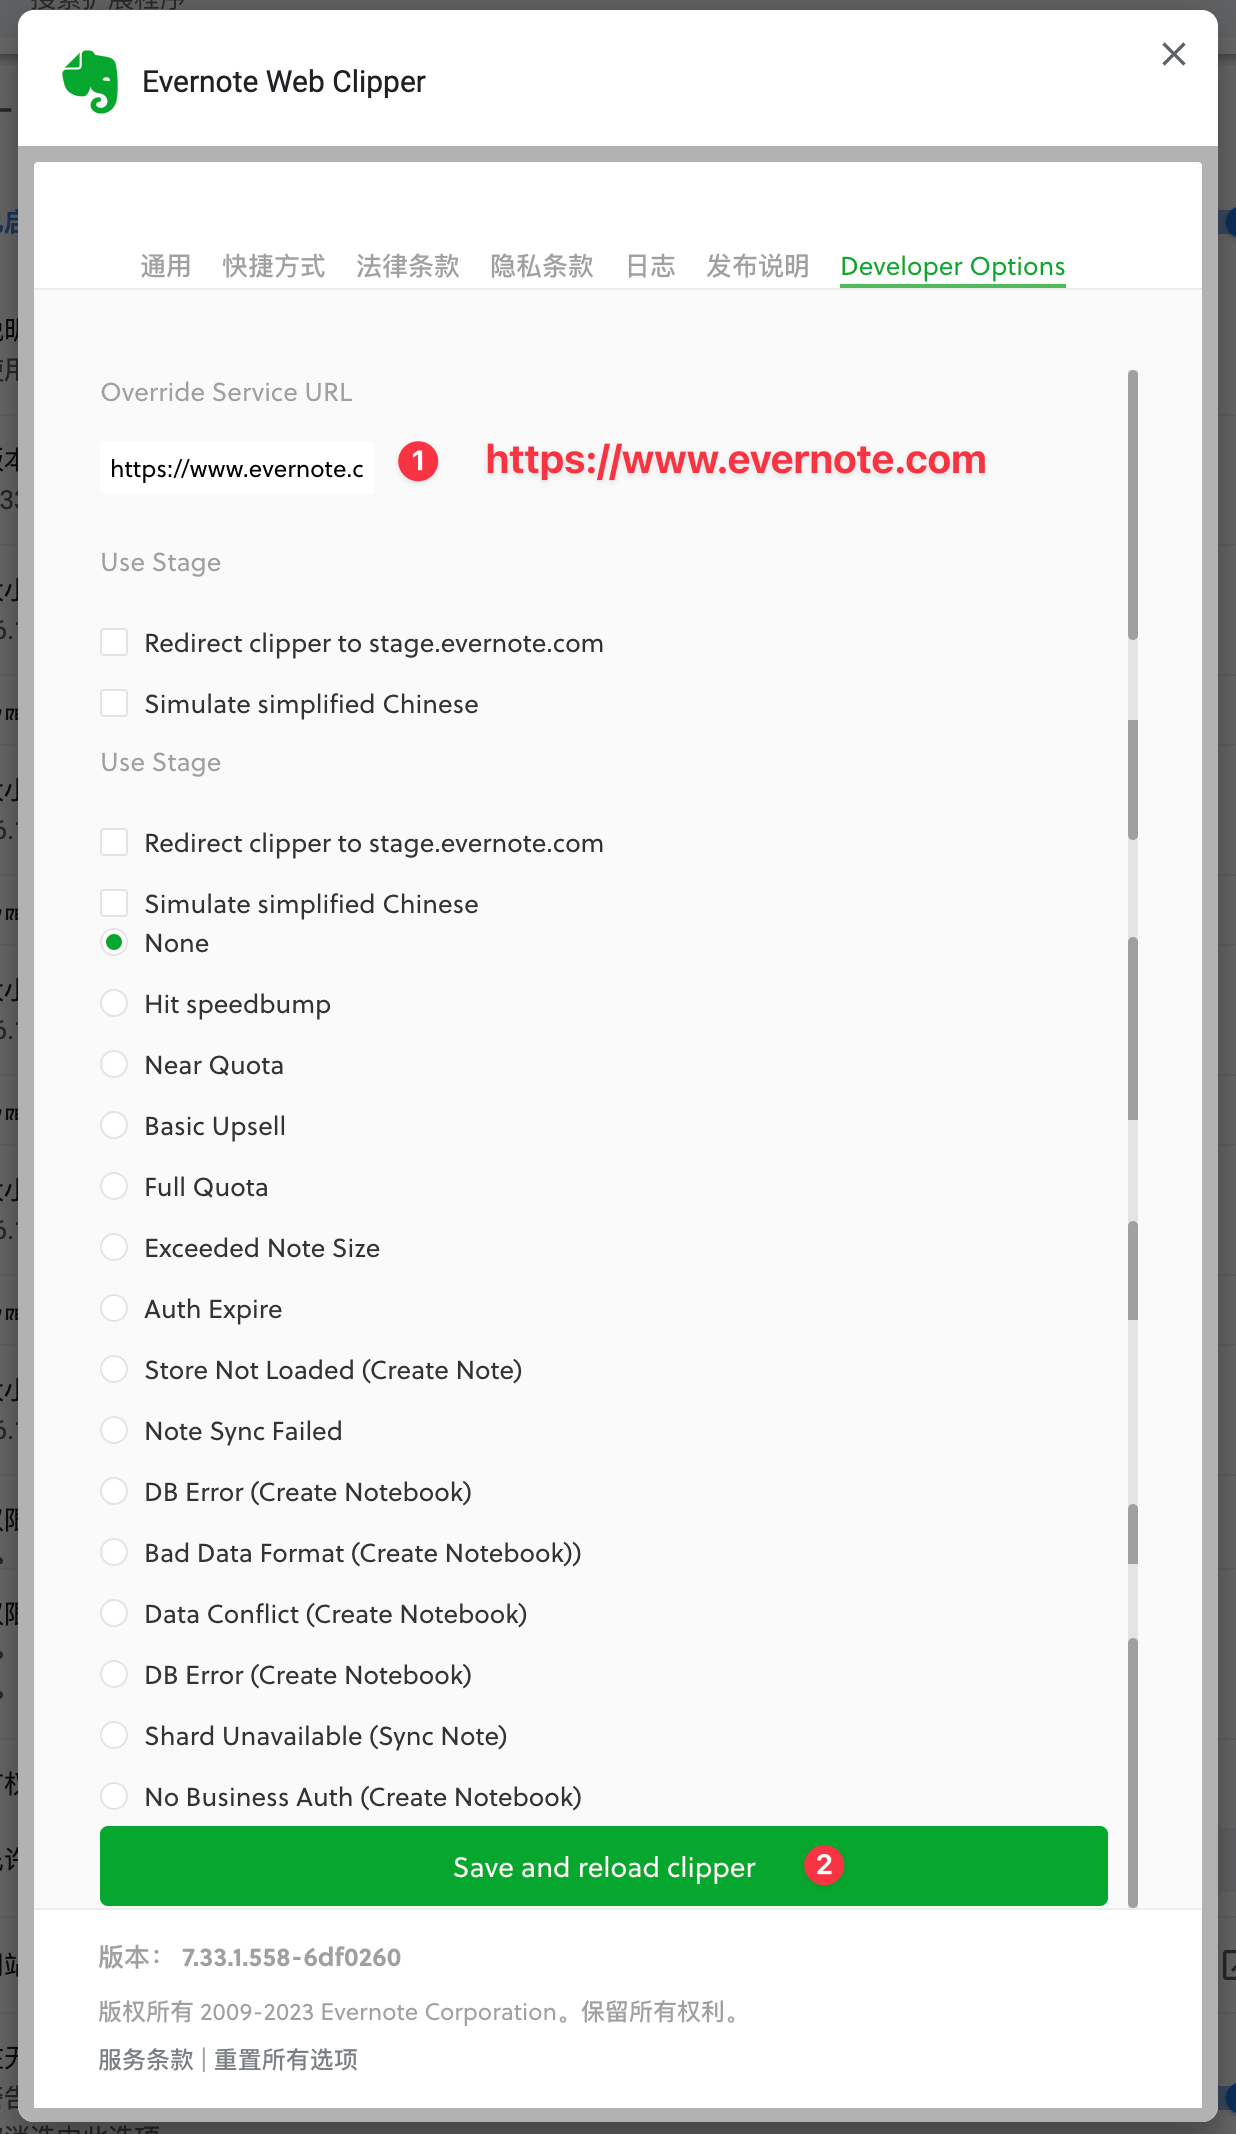 Evernote Web Clipper
通用 快捷方式 法律条款 隐私条款 日志 发布说明 Developer Options
Override Service URL
https://www.evernote.c 1 https://www.evernote.com
Use Stage
Redirect clipper to stage.evernote.com
Simulate simplified Chinese
Use Stage
Redirect clipper to stage.evernote.com
Simulate simplified Chinese
None
Hit speedbump
Near Quota
Basic Upsell
Full Quota
Exceeded Note Size
Auth Expire
Store Not Loaded (Create Note)
Note Sync Failed
DB Error (Create Notebook)
Bad Data Format (Create Notebook))
Data Conflict (Create Notebook)
DB Error (Create Notebook)
Shard Unavailable (Sync Note)
No Business Auth (Create Notebook)
Save and reload clipper 2
版本： 7.33.1.558-6df0260
版权所有 2009-2023 Evernote Corporation。保留所有权利。
服务条款 | 重置所有选项